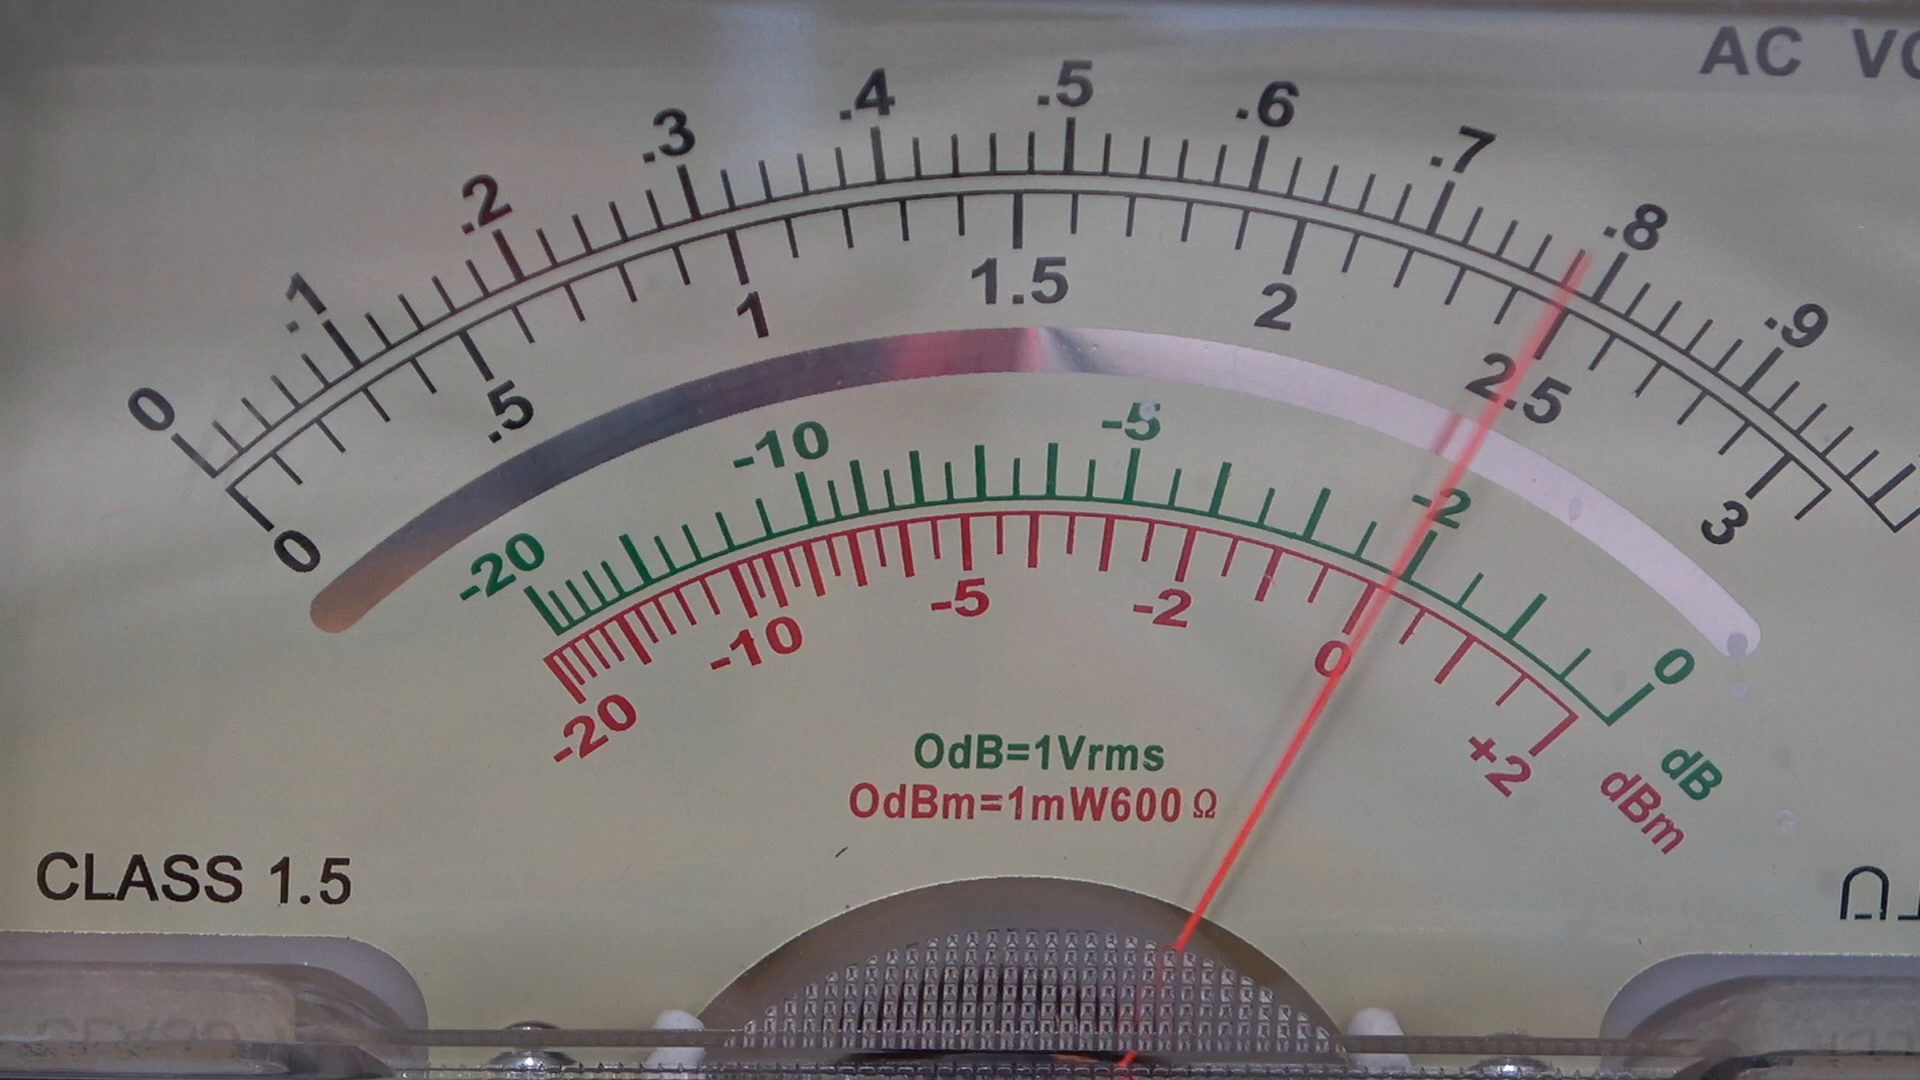 AC VO
0 .1 .2 .3 .4 .5 .6 .7 .8 .9
0 .5 1 1.5 2 2.5 3
-20 -10 -5 -2 0 dB
-20 -10 -5 -2 0 +2 dBm
OdB=1Vrms
OdBm=1mW600 Ω
CLASS 1.5